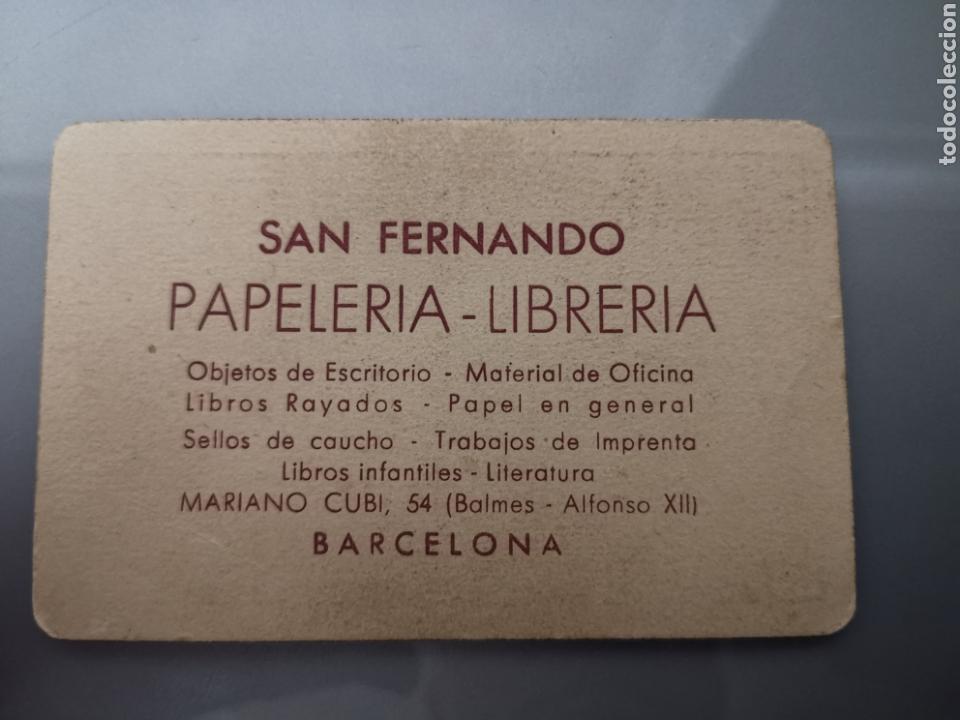 SAN FERNANDO
PAPELERIA - LIBRERIA
Objetos de Escritorio - Material de Oficina
Libros Rayados - Papel en general
Sellos de caucho - Trabajos de Imprenta
Libros infantiles - Literatura
MARIANO CUBI, 54 (Balmes - Alfonso XII)
BARCELONA
todocoleccion